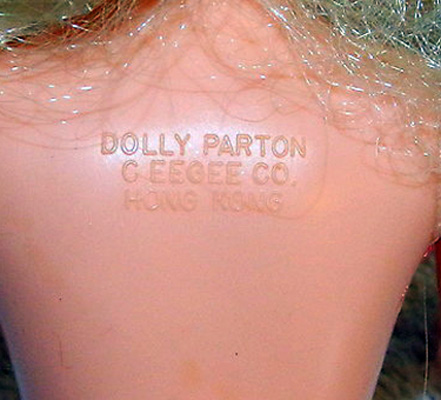 DOLLY PARTON
C EEGEE CO.
HONG KONG